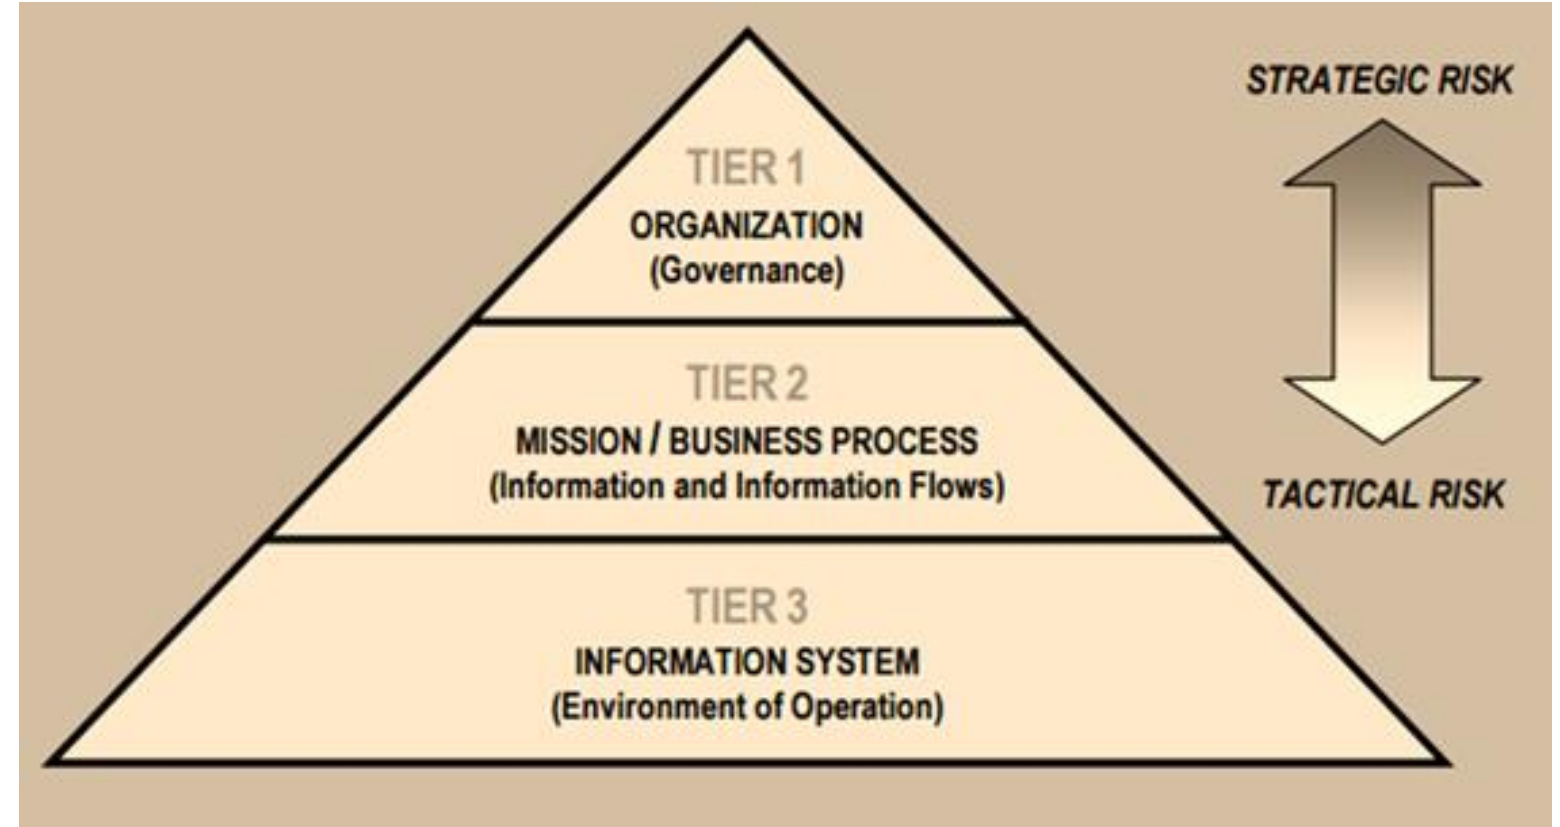 STRATEGIC RISK
TIER 1
ORGANIZATION
(Governance)
TIER 2
MISSION / BUSINESS PROCESS
(Information and Information Flows)
TACTICAL RISK
TIER 3
INFORMATION SYSTEM
(Environment of Operation)